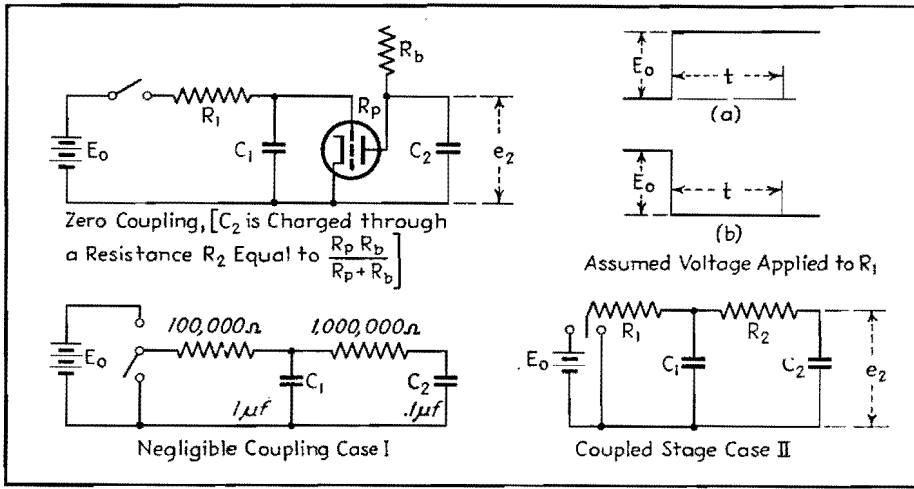 R_b
R_1
R_p
E_o
C_1
C_2
e_2
Zero Coupling, [C_2 is Charged through
a Resistance R_2 Equal to R_p R_b / R_p + R_b]
E_o
t
(a)
E_o
t
(b)
Assumed Voltage Applied to R_1
100,000Ω
1,000,000Ω
E_o
C_1
C_2
1μf
.1μf
Negligible Coupling Case I
R_1
R_2
E_o
C_1
C_2
e_2
Coupled Stage Case II